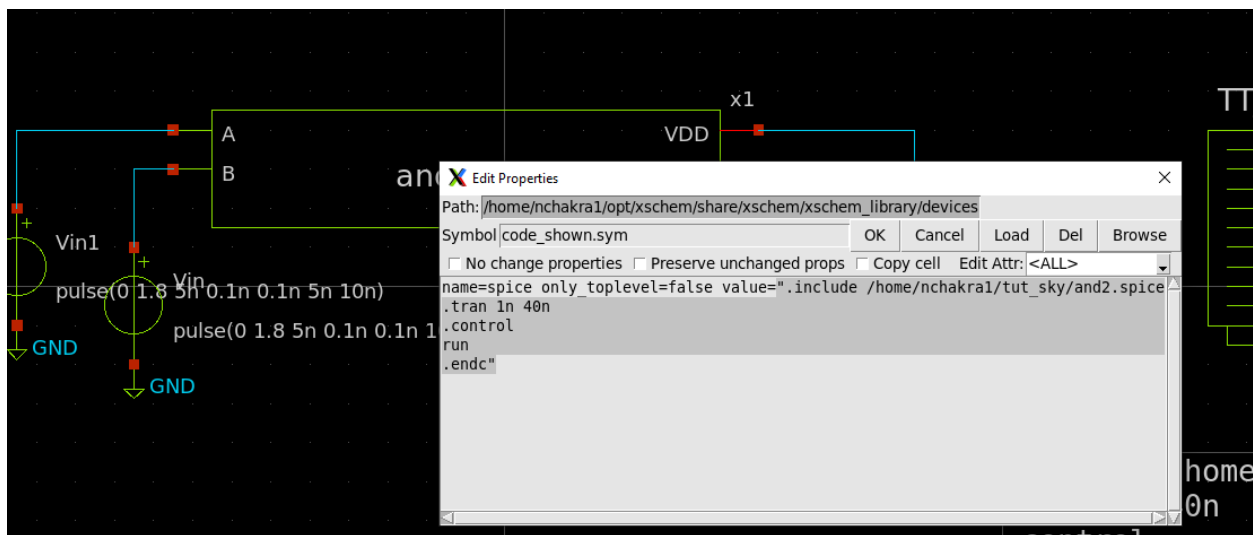 x1
TT
A
VDD
B
and
Edit Properties
Path: /home/nchakra1/opt/xschem/share/xschem/xschem_library/devices
Symbol code_shown.sym OK Cancel Load Del Browse
No change properties Preserve unchanged props Copy cell Edit Attr: <ALL>
name=spice only_toplevel=false value=".include /home/nchakra1/tut_sky/and2.spice
.tran 1n 40n
.control
run
.endc"
+
Vin1
+
Vin
pulse(0 1.8 5n 0.1n 0.1n 5n 10n)
pulse(0 1.8 5n 0.1n 0.1n 1
GND
GND
home
0n
control